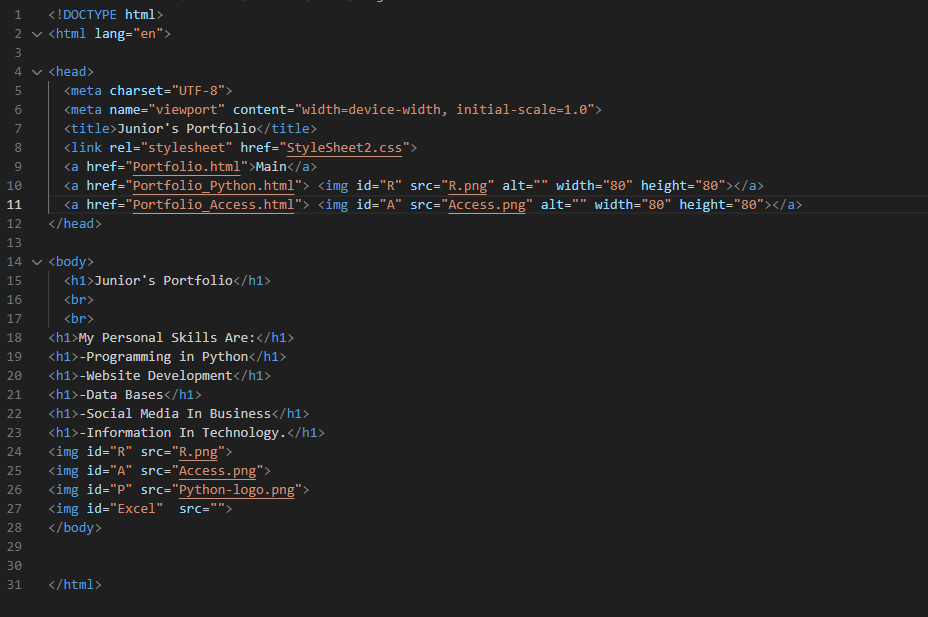 1 <!DOCTYPE html>
2 <html lang="en">
3
4 <head>
5 <meta charset="UTF-8">
6 <meta name="viewport" content="width=device-width, initial-scale=1.0">
7 <title>Junior's Portfolio</title>
8 <link rel="stylesheet" href="StyleSheet2.css">
9 <a href="Portfolio.html">Main</a>
10 <a href="Portfolio_Python.html"> <img id="R" src="R.png" alt="" width="80" height="80"></a>
11 <a href="Portfolio_Access.html"> <img id="A" src="Access.png" alt="" width="80" height="80"></a>
12 </head>
13
14 <body>
15 <h1>Junior's Portfolio</h1>
16 <br>
17 <br>
18 <h1>My Personal Skills Are:</h1>
19 <h1>-Programming in Python</h1>
20 <h1>-Website Development</h1>
21 <h1>-Data Bases</h1>
22 <h1>-Social Media In Business</h1>
23 <h1>-Information In Technology.</h1>
24 <img id="R" src="R.png">
25 <img id="A" src="Access.png">
26 <img id="P" src="Python-logo.png">
27 <img id="Excel"  src="">
28 </body>
29
30
31 </html>